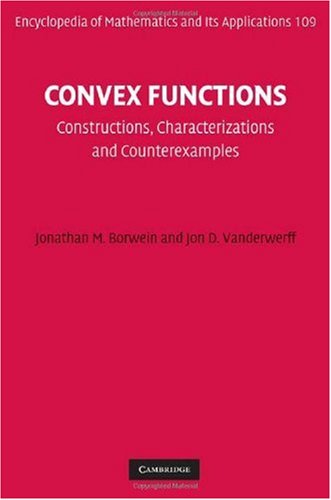 Encyclopedia of Mathematics and Its Applications 109
CONVEX FUNCTIONS
Constructions, Characterizations
and Counterexamples
Jonathan M. Borwein and Jon D. Vanderwerff
CAMBRIDGE